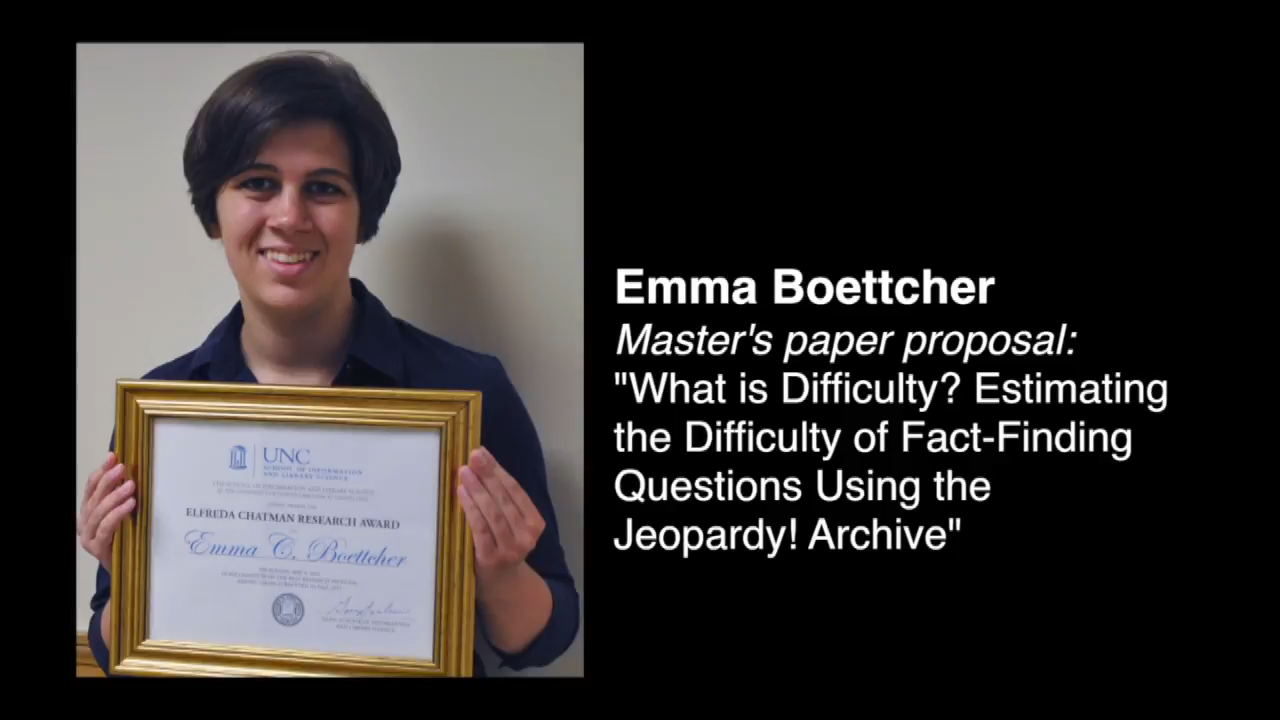 Emma Boettcher
Master's paper proposal:
"What is Difficulty? Estimating
the Difficulty of Fact-Finding
Questions Using the
Jeopardy! Archive"
UNC
SCHOOL OF INFORMATION
AND LIBRARY SCIENCE
ELFREDA CHATMAN RESEARCH AWARD
Emma C. Boettcher